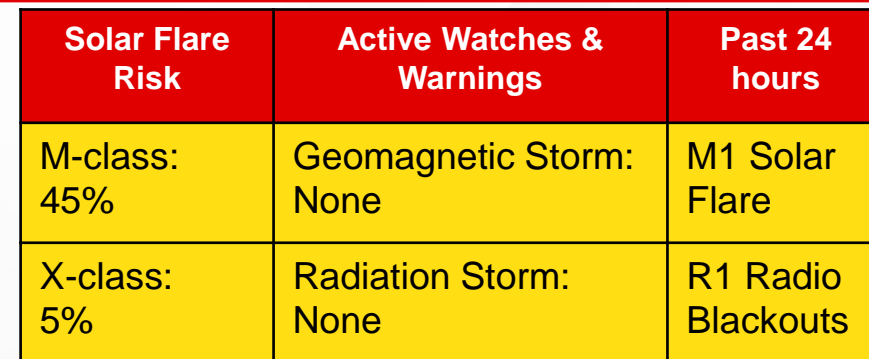 Solar Flare
Risk
Active Watches &
Warnings
Past 24
hours
M-class:
45%
Geomagnetic Storm:
None
M1 Solar
Flare
X-class:
5%
Radiation Storm:
None
R1 Radio
Blackouts